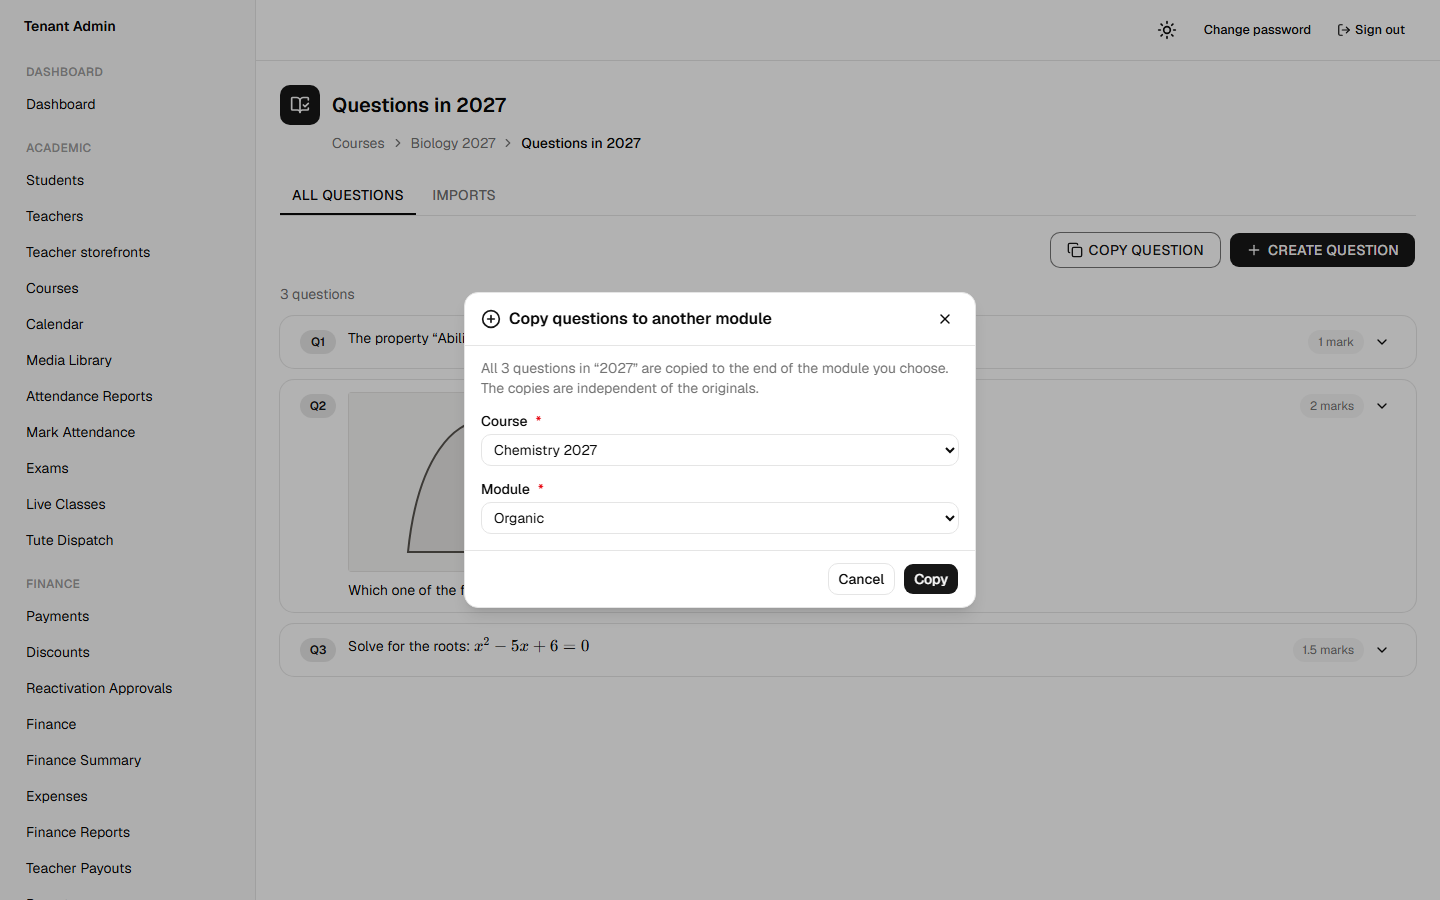 Tenant Admin
Change password
Sign out
DASHBOARD
Dashboard
ACADEMIC
Students
Teachers
Teacher storefronts
Courses
Calendar
Media Library
Attendance Reports
Mark Attendance
Exams
Live Classes
Tute Dispatch
FINANCE
Payments
Discounts
Reactivation Approvals
Finance
Finance Summary
Expenses
Finance Reports
Teacher Payouts
Questions in 2027
Courses > Biology 2027 > Questions in 2027
ALL QUESTIONS IMPORTS
COPY QUESTION
+ CREATE QUESTION
3 questions
Q1 The property “Abili
1 mark
Q2
2 marks
Which one of the f
Q3 Solve for the roots: x² − 5x + 6 = 0
1.5 marks
Copy questions to another module
All 3 questions in “2027” are copied to the end of the module you choose.
The copies are independent of the originals.
Course *
Chemistry 2027
Module *
Organic
Cancel
Copy